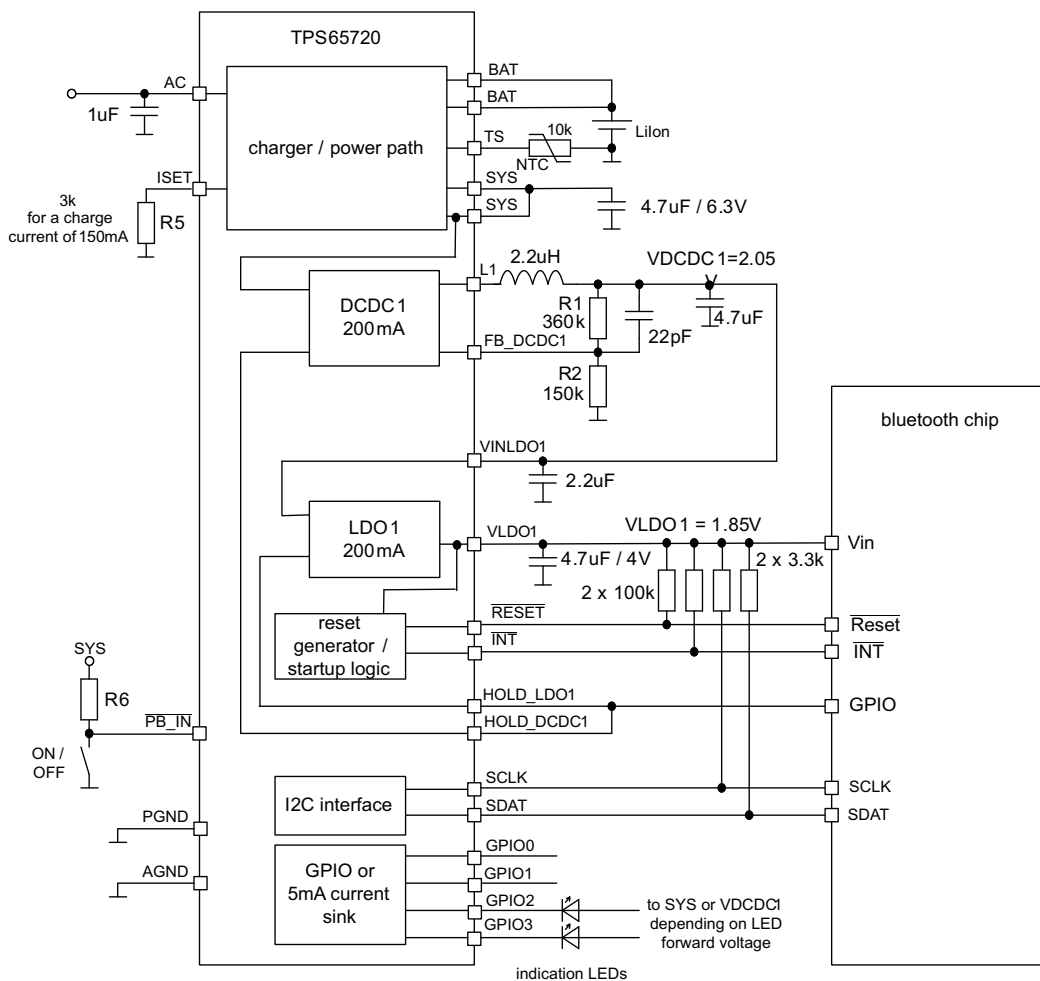 TPS65720
AC
1uF
charger / power path
BAT
BAT
LiIon
TS
10k
NTC
SYS
SYS
4.7uF / 6.3V
ISET
3k
for a charge
current of 150mA
R5
L1
2.2uH
VDCDC1=2.05
V
DCDC1
200mA
R1
360k
22pF
4.7uF
FB_DCDC1
R2
150k
bluetooth chip
VINLDO1
2.2uF
LDO1
200mA
VLDO1
VLDO1 = 1.85V
4.7uF / 4V
2 x 100k
2 x 3.3k
Vin
reset
generator /
startup logic
RESET
INT
Reset
INT
SYS
R6
PB_IN
ON /
OFF
HOLD_LDO1
HOLD_DCDC1
GPIO
I2C interface
SCLK
SDAT
SCLK
SDAT
PGND
AGND
GPIO or
5mA current
sink
GPIO0
GPIO1
GPIO2
GPIO3
to SYS or VDCDC1
depending on LED
forward voltage
indication LEDs